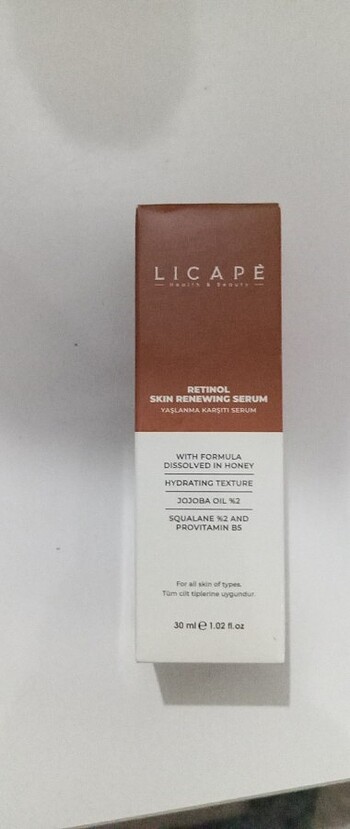 LICAPÈ
Health & Beauty
RETINOL
SKIN RENEWING SERUM
YAŞLANMA KARŞITI SERUM
WITH FORMULA
DISSOLVED IN HONEY
HYDRATING TEXTURE
JOJOBA OIL %2
SQUALANE %2 AND
PROVITAMIN B5
For all skin of types.
Tüm cilt tiplerine uygundur.
30 ml ℮ 1.02 fl.oz